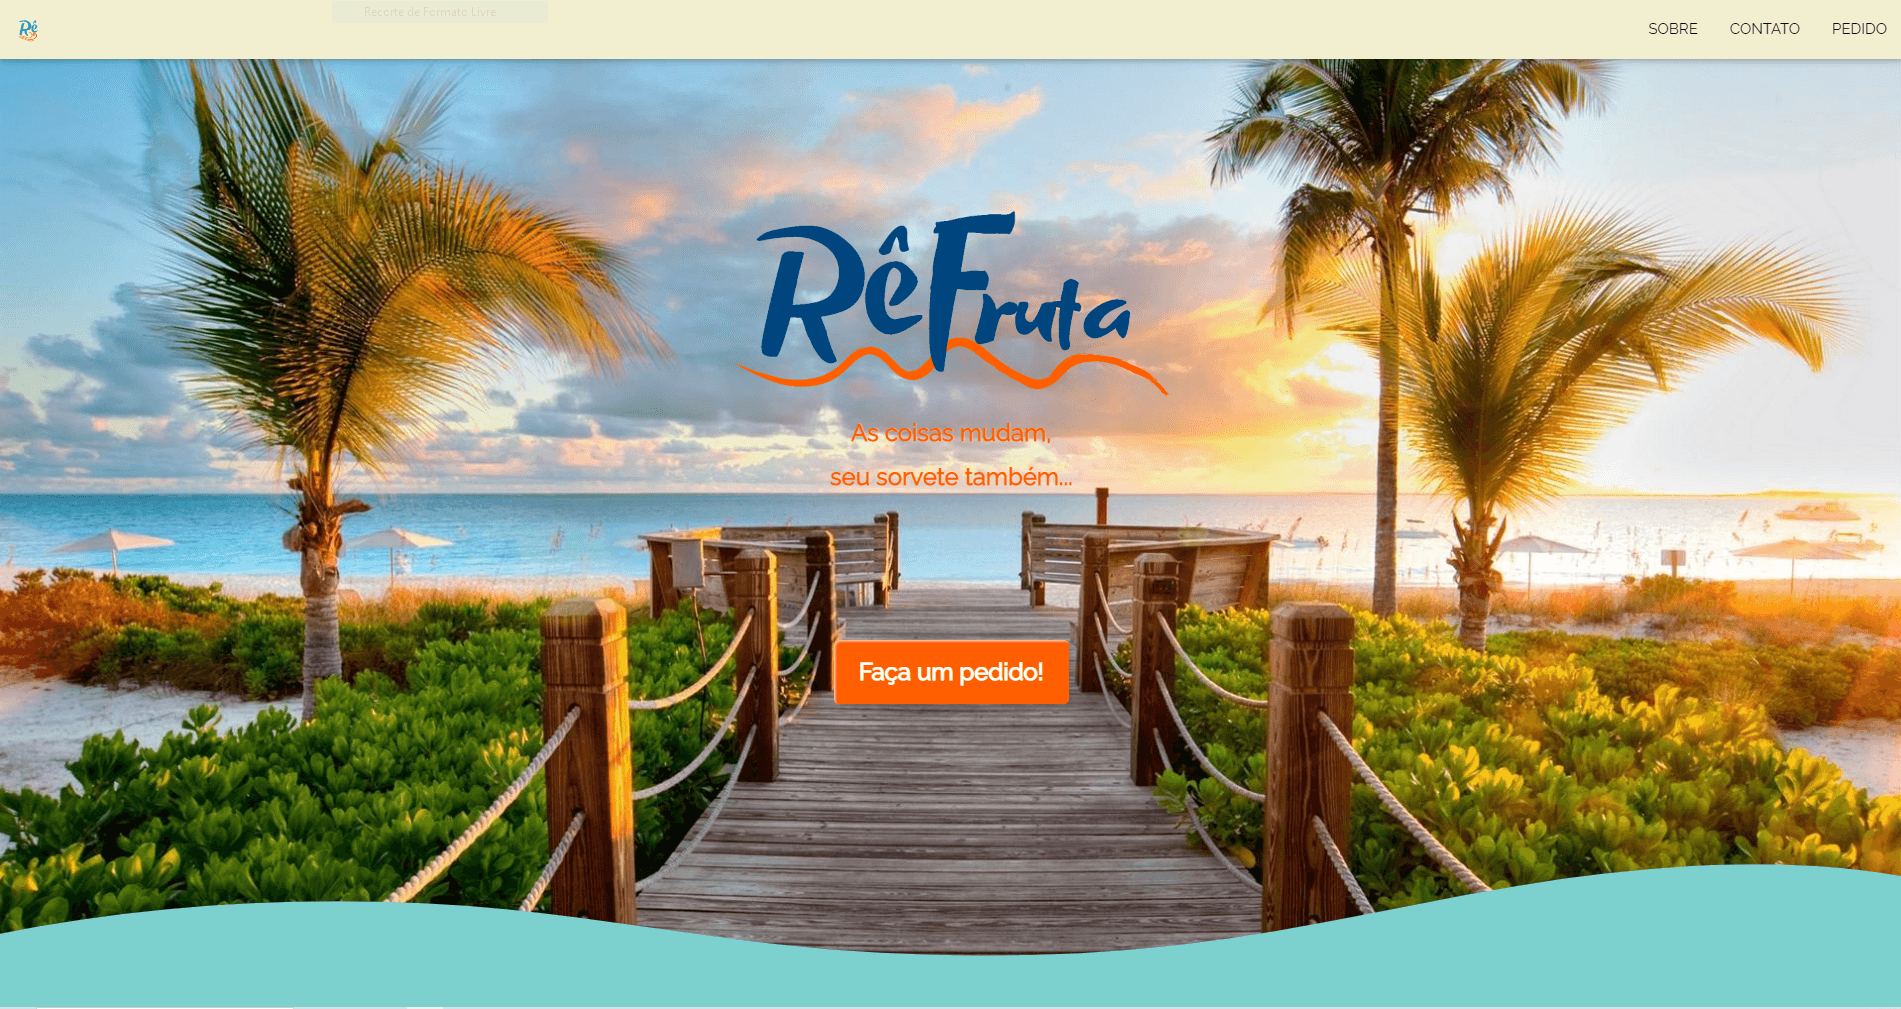 Recorte de Formato Livre
Rê
SOBRE CONTATO PEDIDO
RêFruta
As coisas mudam,
seu sorvete também...
Faça um pedido!